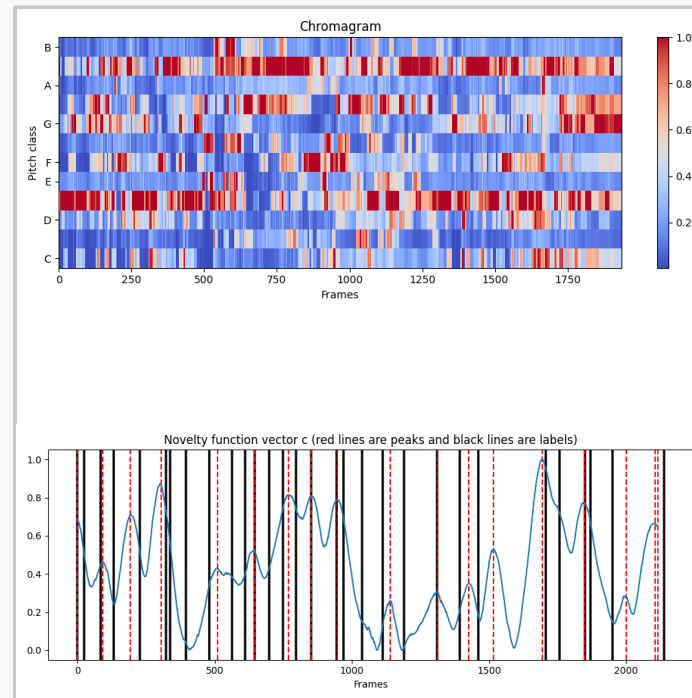 Chromagram
Pitch class
B
A
G
F
E
D
C
0 250 500 750 1000 1250 1500 1750
Frames
1.0
0.8
0.6
0.4
0.2
Novelty function vector c (red lines are peaks and black lines are labels)
1.0
0.8
0.6
0.4
0.2
0.0
0 500 1000 1500 2000
Frames